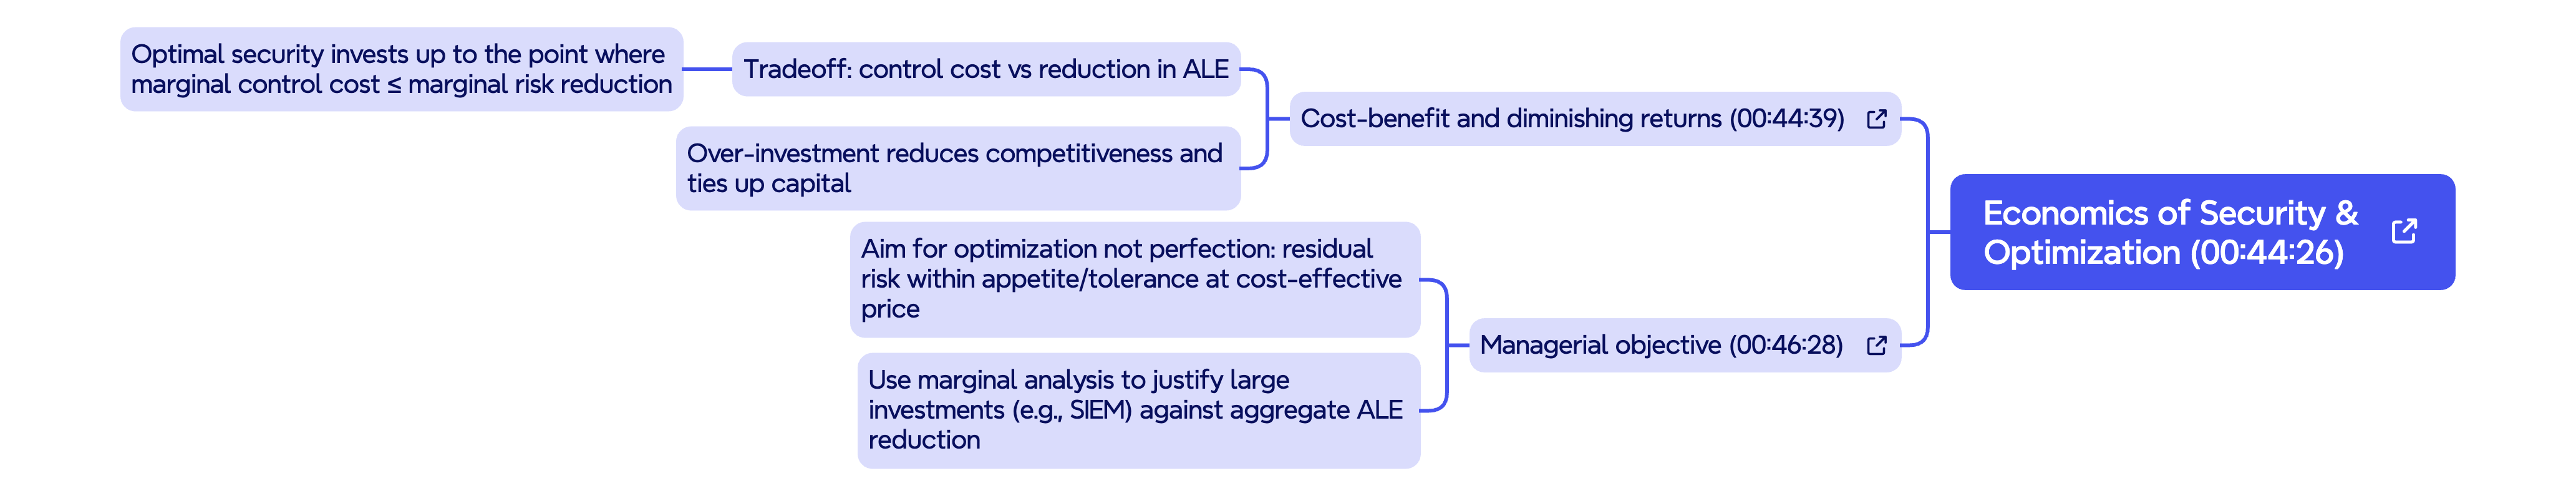 Optimal security invests up to the point where
marginal control cost ≤ marginal risk reduction
Tradeoff: control cost vs reduction in ALE
Over-investment reduces competitiveness and
ties up capital
Cost-benefit and diminishing returns (00:44:39)
Economics of Security &
Optimization (00:44:26)
Aim for optimization not perfection: residual
risk within appetite/tolerance at cost-effective
price
Managerial objective (00:46:28)
Use marginal analysis to justify large
investments (e.g., SIEM) against aggregate ALE
reduction